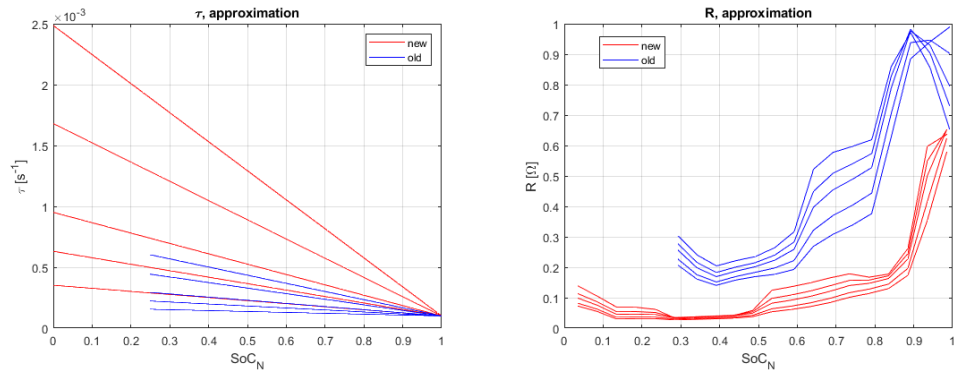 τ, approximation
×10⁻³
2.5
2
1.5
1
0.5
0
τ [s⁻¹]
0 0.1 0.2 0.3 0.4 0.5 0.6 0.7 0.8 0.9 1
SoC_N
new
old
R, approximation
1
0.9
0.8
0.7
0.6
0.5
0.4
0.3
0.2
0.1
0
R [Ω]
0 0.1 0.2 0.3 0.4 0.5 0.6 0.7 0.8 0.9 1
SoC_N
new
old